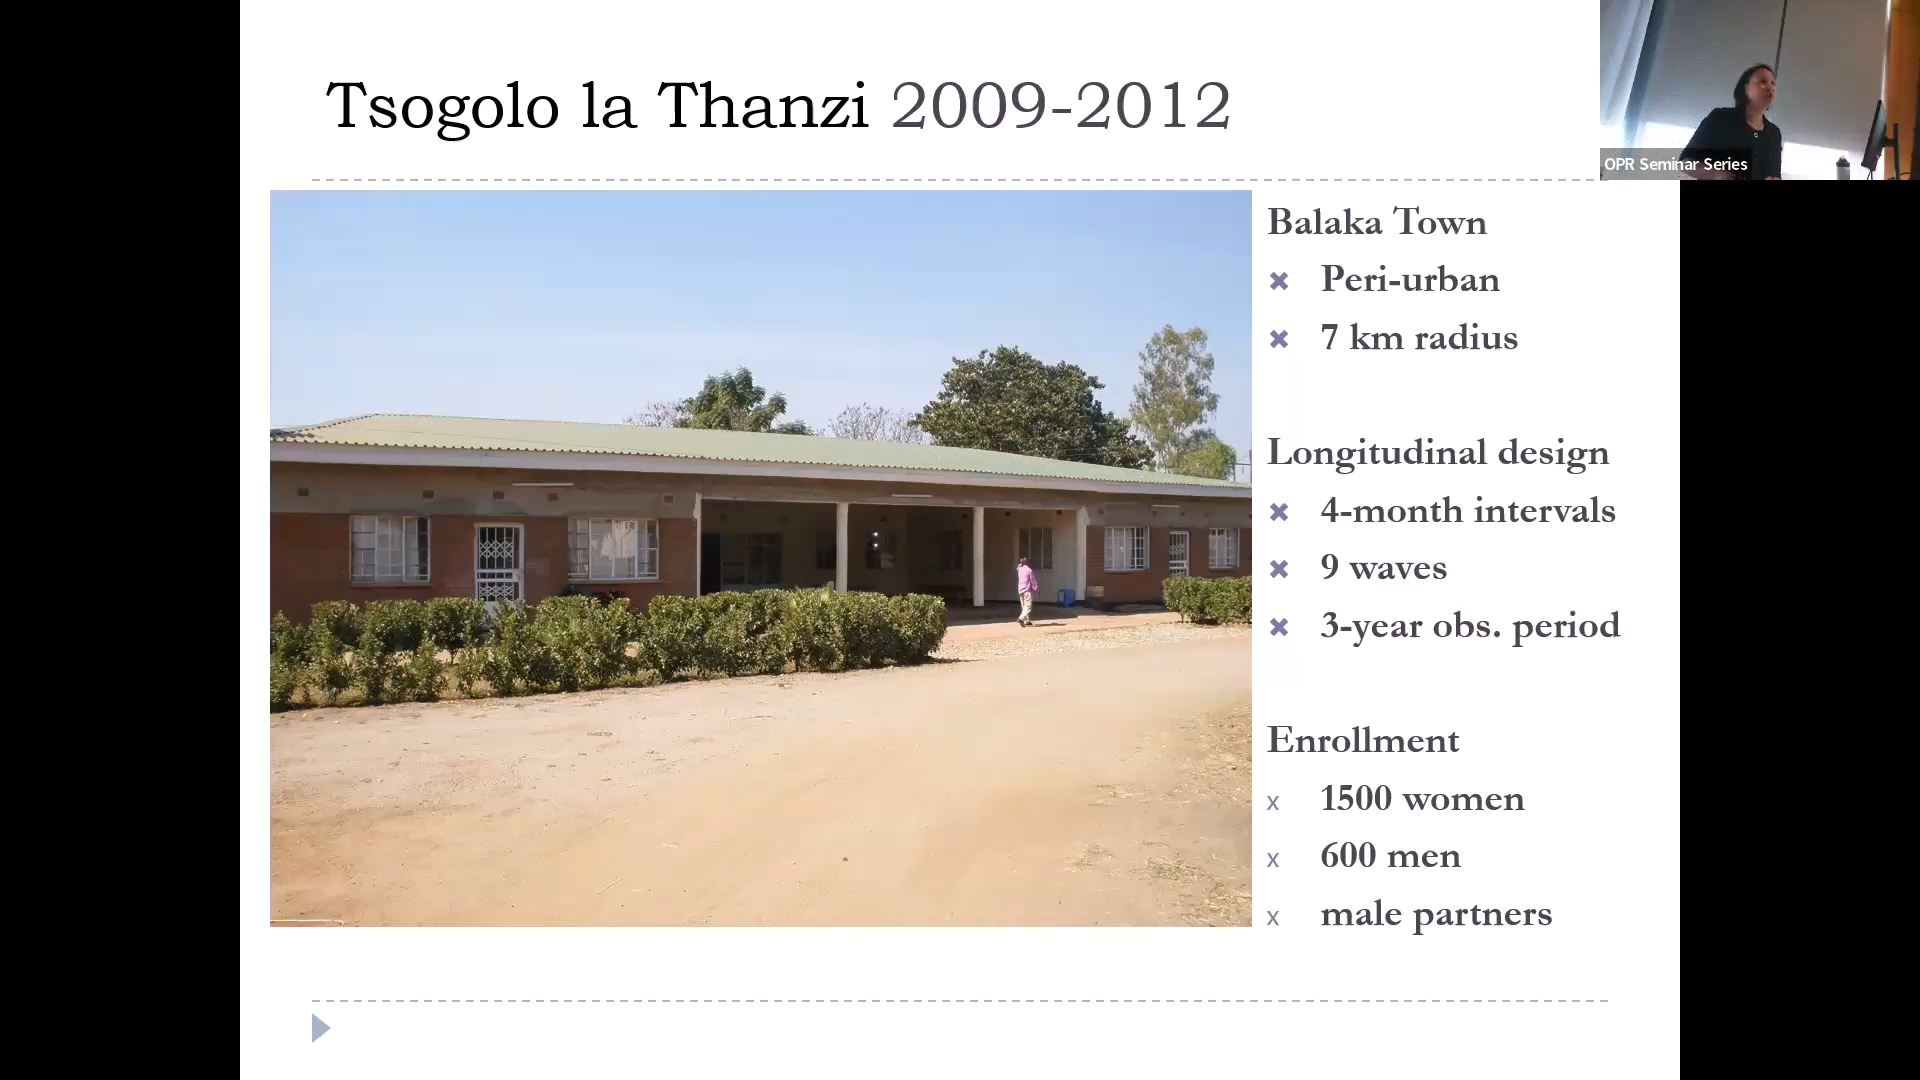 Tsogolo la Thanzi 2009-2012
OPR Seminar Series
Balaka Town
Peri-urban
7 km radius
Longitudinal design
4-month intervals
9 waves
3-year obs. period
Enrollment
x 1500 women
x 600 men
x male partners